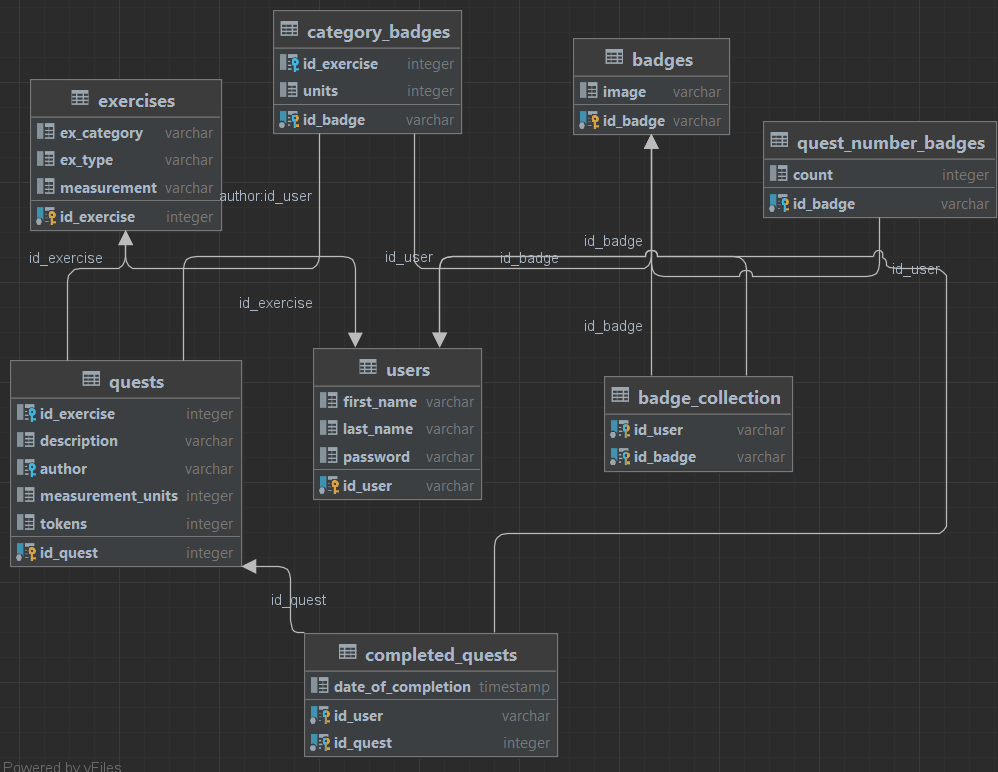 category_badges
id_exercise integer
units integer
id_badge varchar
badges
image varchar
id_badge varchar
exercises
ex_category varchar
ex_type varchar
measurement varchar
id_exercise integer
quest_number_badges
count integer
id_badge varchar
author:id_user
id_exercise
id_user
id_badge
id_badge
id_user
id_exercise
id_badge
quests
id_exercise integer
description varchar
author varchar
measurement_units integer
tokens integer
id_quest integer
users
first_name varchar
last_name varchar
password varchar
id_user varchar
badge_collection
id_user varchar
id_badge varchar
id_quest
completed_quests
date_of_completion timestamp
id_user varchar
id_quest integer
Powered by yFiles